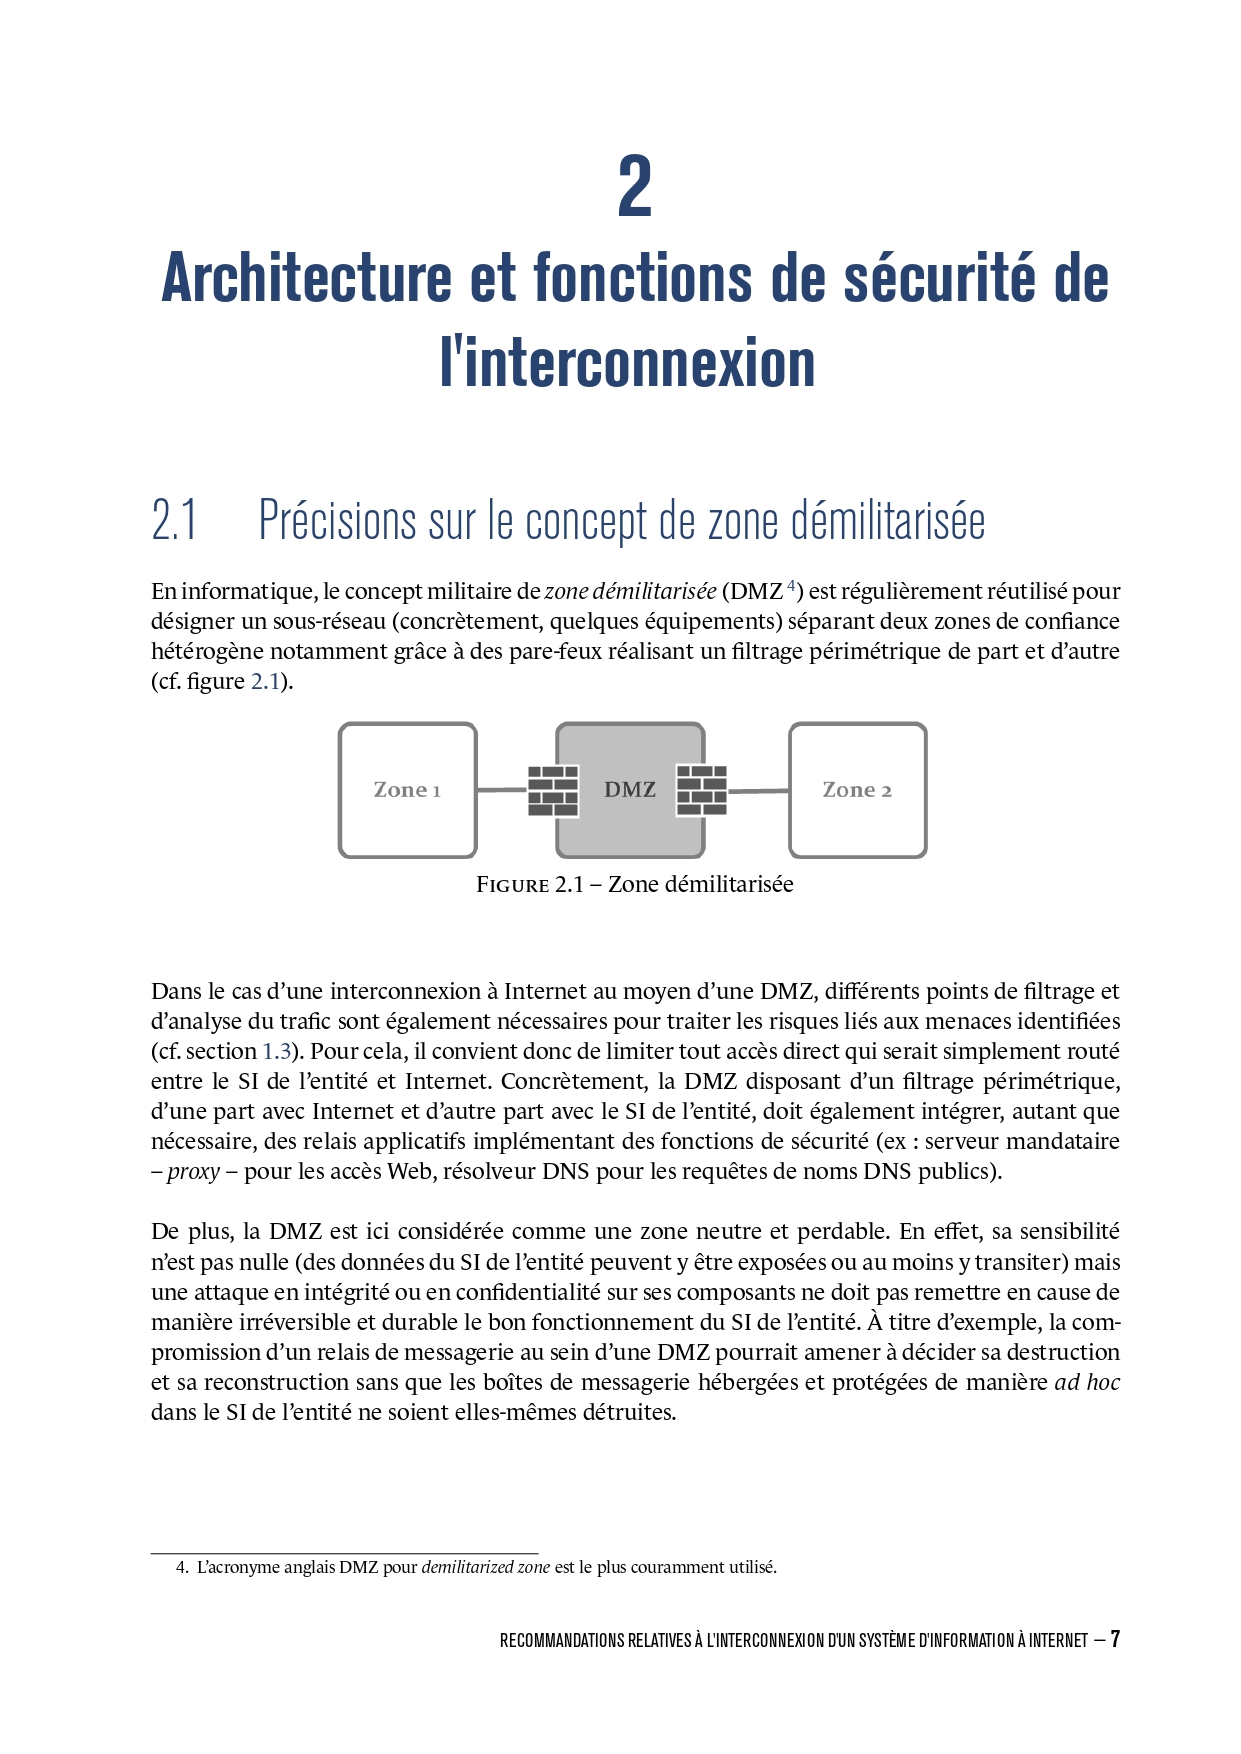 2
Architecture et fonctions de sécurité de
l'interconnexion
2.1 Précisions sur le concept de zone démilitarisée
En informatique, le concept militaire de zone démilitarisée (DMZ 4) est régulièrement réutilisé pour
désigner un sous-réseau (concrètement, quelques équipements) séparant deux zones de confiance
hétérogène notamment grâce à des pare-feux réalisant un filtrage périmétrique de part et d’autre
(cf. figure 2.1).
Zone 1
DMZ
Zone 2
FIGURE 2.1 – Zone démilitarisée
Dans le cas d’une interconnexion à Internet au moyen d’une DMZ, différents points de filtrage et
d’analyse du trafic sont également nécessaires pour traiter les risques liés aux menaces identifiées
(cf. section 1.3). Pour cela, il convient donc de limiter tout accès direct qui serait simplement routé
entre le SI de l’entité et Internet. Concrètement, la DMZ disposant d’un filtrage périmétrique,
d’une part avec Internet et d’autre part avec le SI de l’entité, doit également intégrer, autant que
nécessaire, des relais applicatifs implémentant des fonctions de sécurité (ex : serveur mandataire
– proxy – pour les accès Web, résolveur DNS pour les requêtes de noms DNS publics).
De plus, la DMZ est ici considérée comme une zone neutre et perdable. En effet, sa sensibilité
n’est pas nulle (des données du SI de l’entité peuvent y être exposées ou au moins y transiter) mais
une attaque en intégrité ou en confidentialité sur ses composants ne doit pas remettre en cause de
manière irréversible et durable le bon fonctionnement du SI de l’entité. À titre d’exemple, la com-
promission d’un relais de messagerie au sein d’une DMZ pourrait amener à décider sa destruction
et sa reconstruction sans que les boîtes de messagerie hébergées et protégées de manière ad hoc
dans le SI de l’entité ne soient elles-mêmes détruites.
4. L’acronyme anglais DMZ pour demilitarized zone est le plus couramment utilisé.
RECOMMANDATIONS RELATIVES À L'INTERCONNEXION D'UN SYSTÈME D'INFORMATION À INTERNET – 7